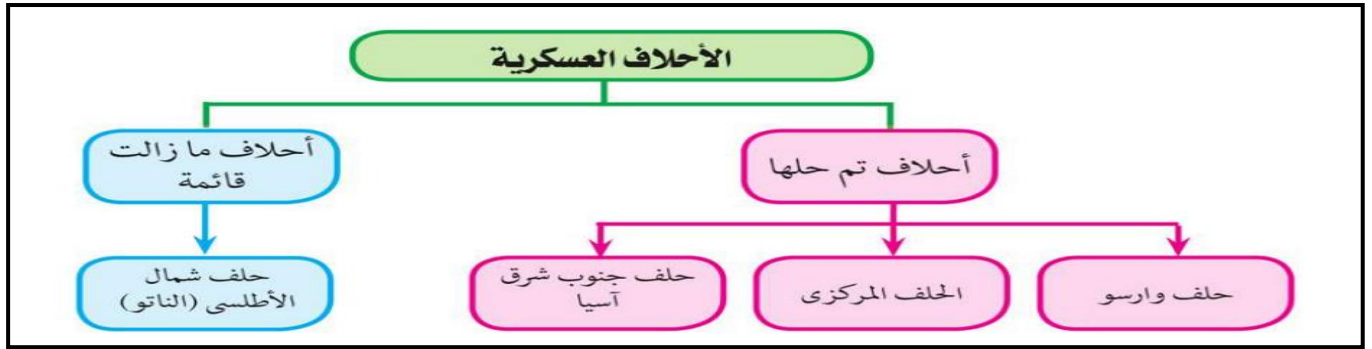 الأحلاف العسكرية
أحلاف تم حلها
أحلاف ما زالت
قائمة
حلف وارسو
الحلف المركزى
حلف جنوب شرق
آسيا
حلف شمال
الأطلسى (الناتو)